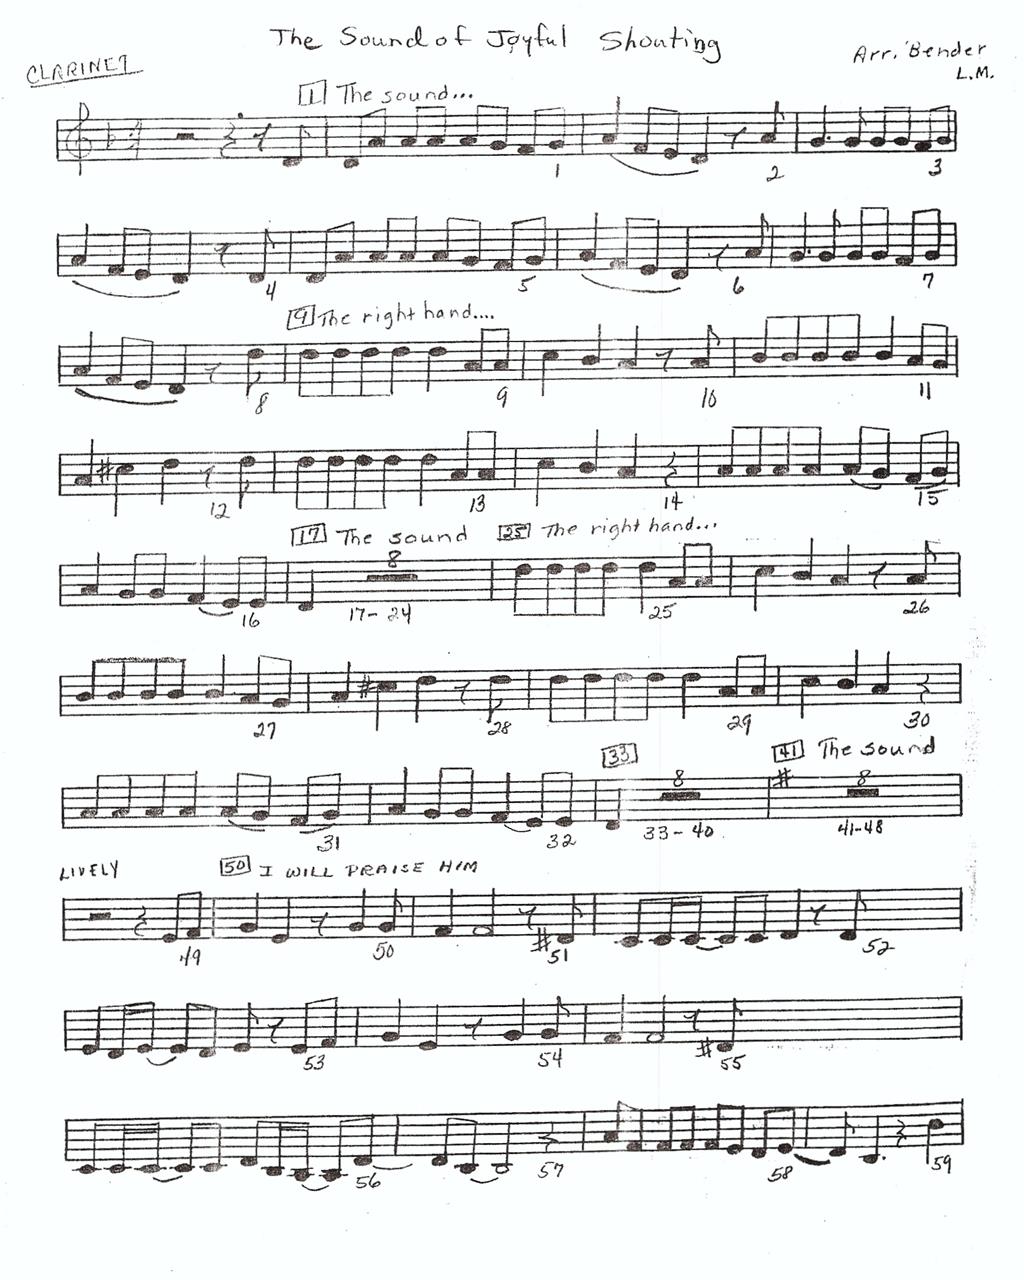 The Sound of Joyful Shouting
CLARINET
Arr. Bender
L.M.
1 The sound...
1 2 3
4 5 6 7
9 The right hand....
8 9 10 11
12 13 14 15
17 The sound 25 The right hand...
8
16 17-24 25 26
27 28 29 30
33 41 The sound
8 8
31 32 33-40 41-48
LIVELY 50 I WILL PRAISE HIM
49 50 51 52
53 54 55
56 57 58 59